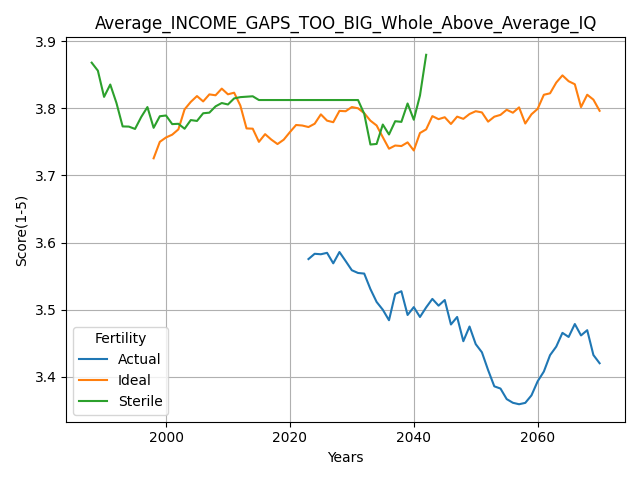 Average_INCOME_GAPS_TOO_BIG_Whole_Above_Average_IQ
3.9
3.8
3.7
3.6
3.5
3.4
Score(1-5)
Fertility
Actual
Ideal
Sterile
2000 2020 2040 2060
Years